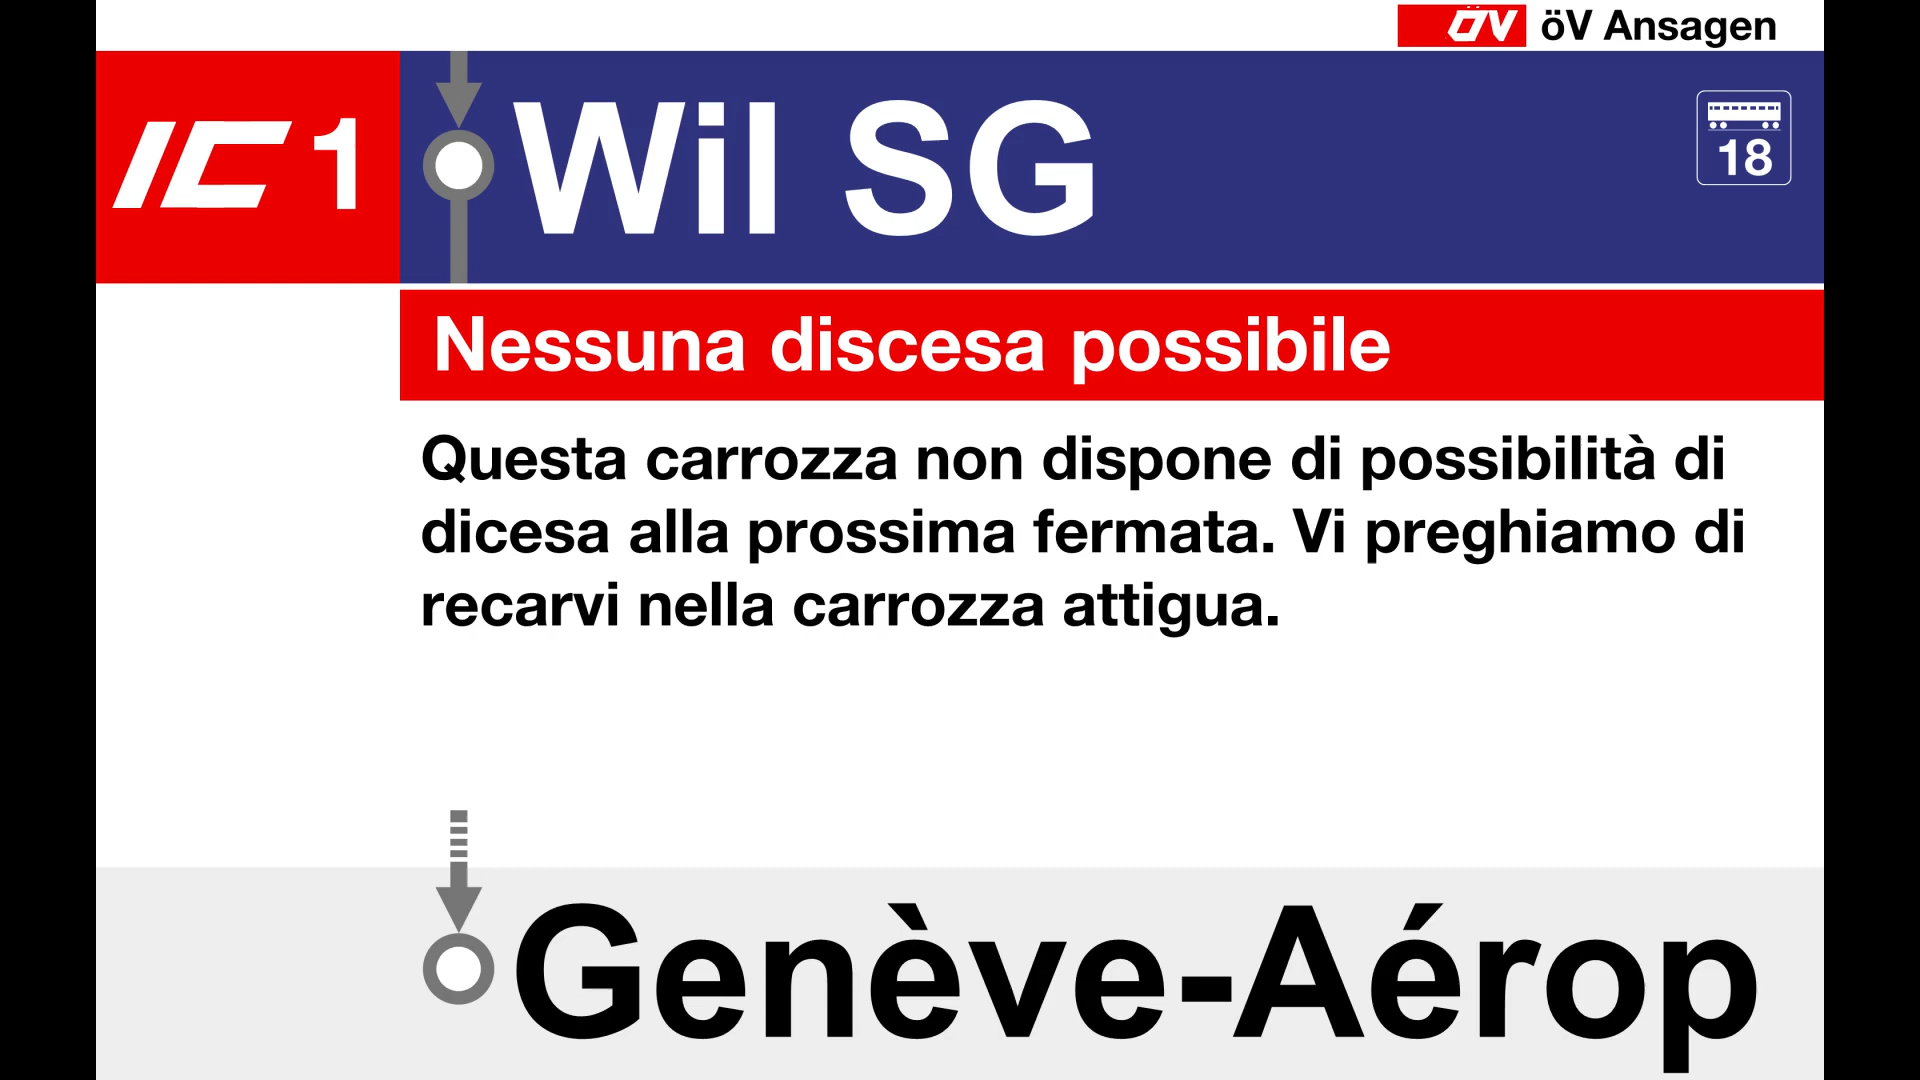 ÖV öV Ansagen
IC 1 Wil SG
18
Nessuna discesa possibile
Questa carrozza non dispone di possibilità di
dicesa alla prossima fermata. Vi preghiamo di
recarvi nella carrozza attigua.
Genève-Aérop